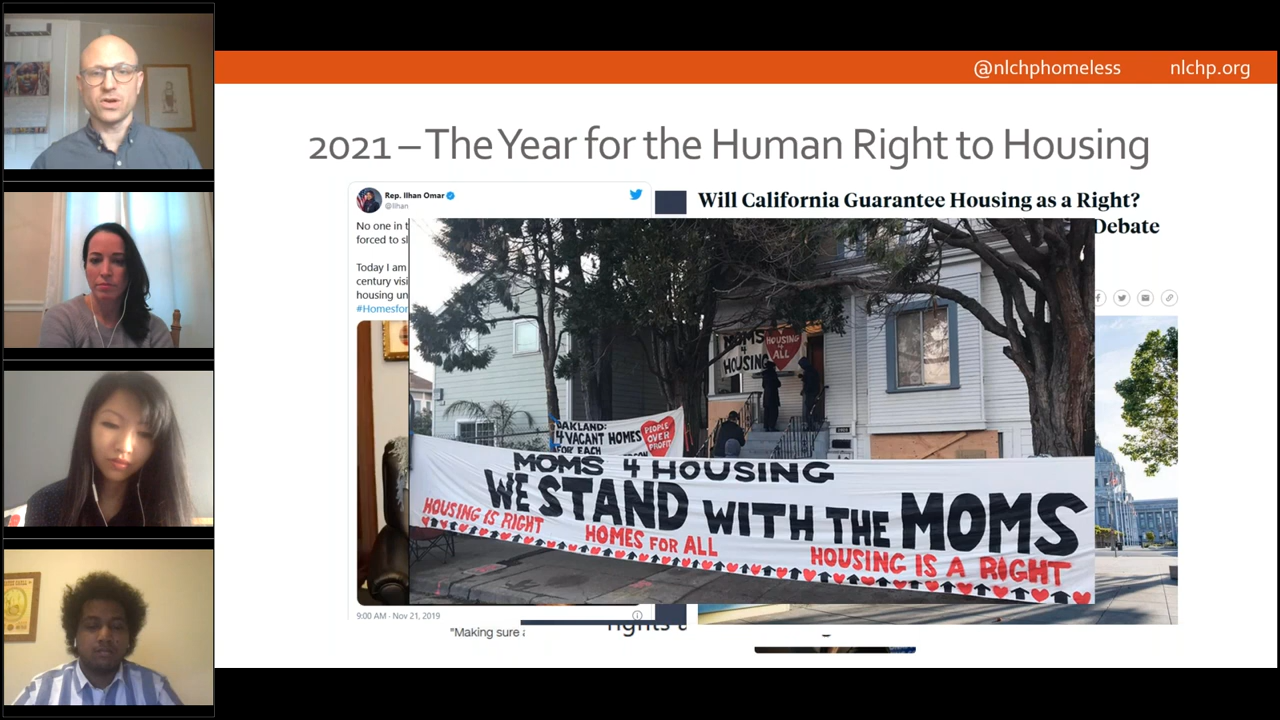 @nlchphomeless nlchp.org
2021 – The Year for the Human Right to Housing
Rep. Ilhan Omar
@Ilhan
No one in t
forced to sl
Today I am
century visi
housing un
#Homesfor
9:00 AM · Nov 21, 2019
Will California Guarantee Housing as a Right?
Debate
MOMS
4
HOUSING
HOUSING
4
ALL
OAKLAND:
4 VACANT HOMES
FOR EACH
PEOPLE
OVER
PROFIT
MOMS 4 HOUSING
WE STAND WITH THE MOMS
HOUSING IS RIGHT
HOMES FOR ALL
HOUSING IS A RIGHT
"Making sure
rights